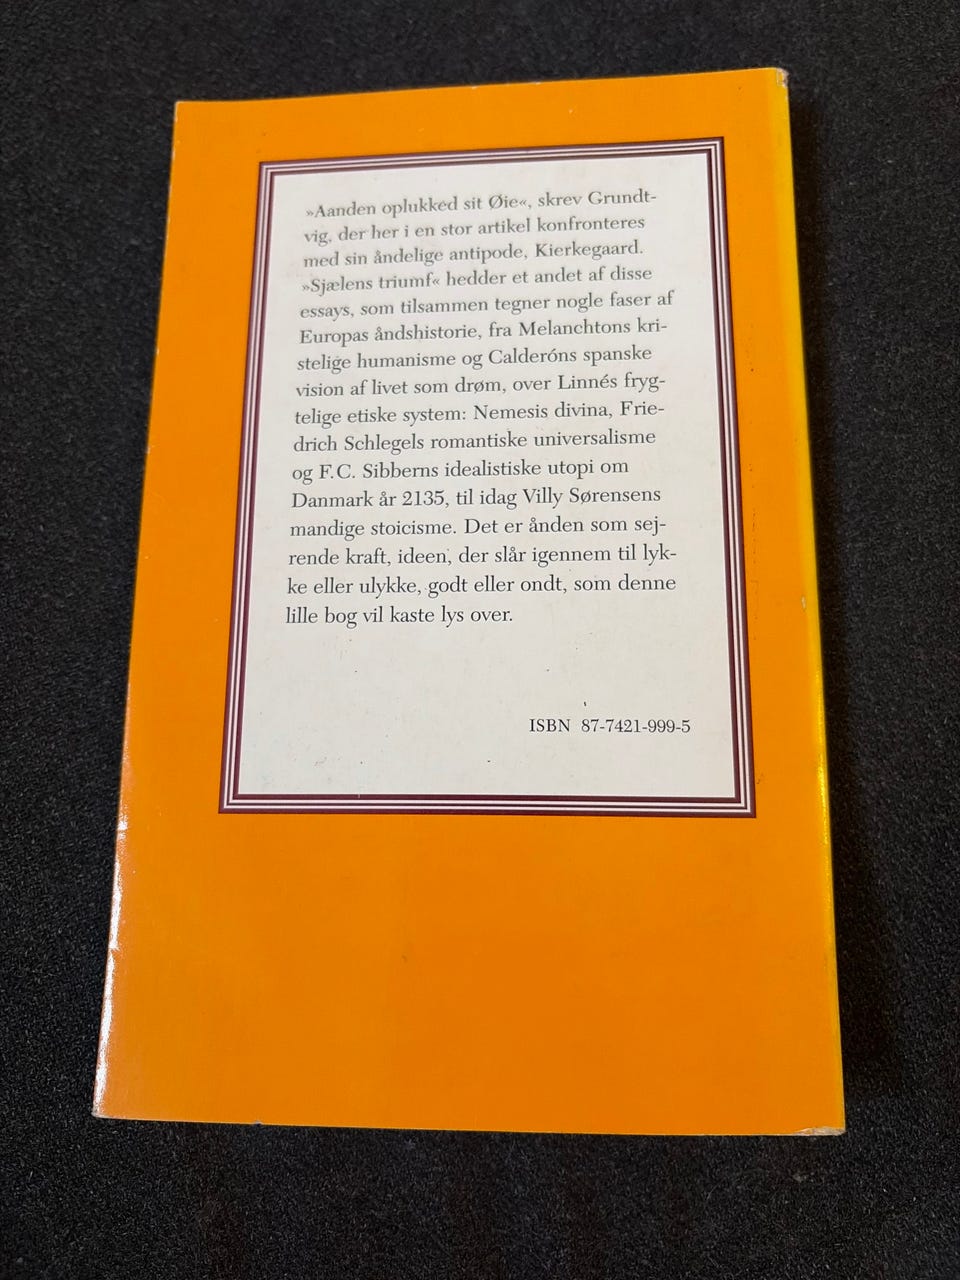 »Aanden oplukked sit Øie«, skrev Grundt-
vig, der her i en stor artikel konfronteres
med sin åndelige antipode, Kierkegaard.
»Sjælens triumf« hedder et andet af disse
essays, som tilsammen tegner nogle faser af
Europas åndshistorie, fra Melanchtons kri-
stelige humanisme og Calderóns spanske
vision af livet som drøm, over Linnés fryg-
telige etiske system: Nemesis divina, Frie-
drich Schlegels romantiske universalisme
og F.C. Sibberns idealistiske utopi om
Danmark år 2135, til idag Villy Sørensens
mandige stoicisme. Det er ånden som sej-
rende kraft, ideen, der slår igennem til lyk-
ke eller ulykke, godt eller ondt, som denne
lille bog vil kaste lys over.
ISBN 87-7421-999-5